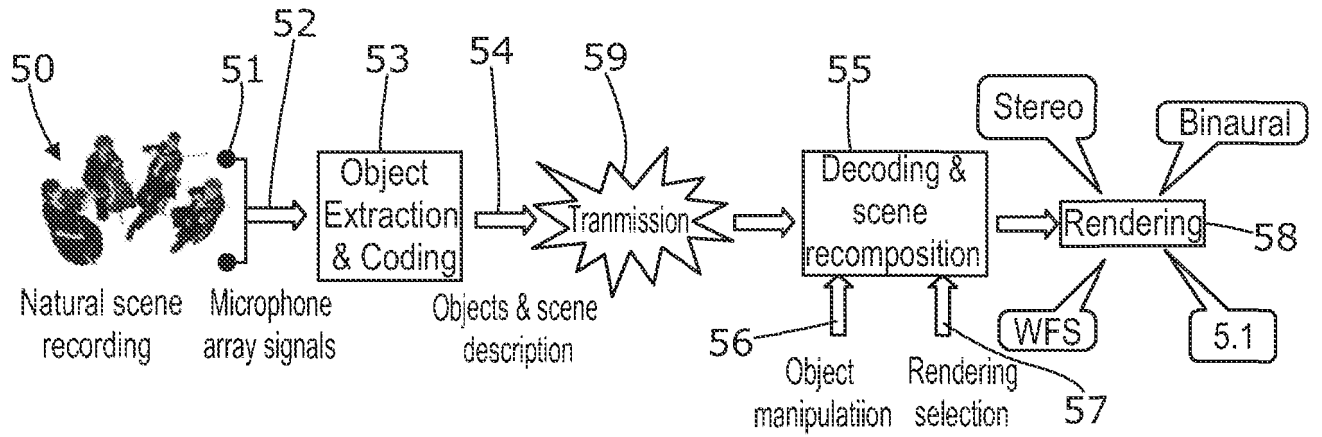 50
51
52
53
54
59
55
Stereo
Binaural
Object
Extraction
& Coding
Tranmission
Decoding &
scene
recomposition
Rendering
58
Natural scene
recording
Microphone
array signals
Objects & scene
description
WFS
5.1
56
57
Object
manipulatiion
Rendering
selection